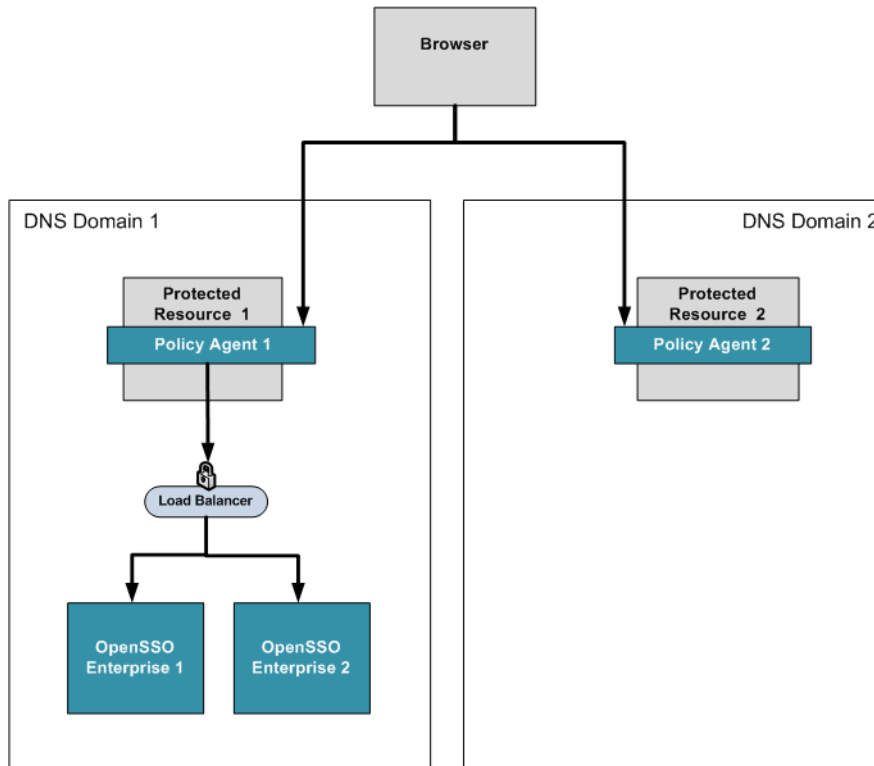 Browser
DNS Domain 1
DNS Domain 2
Protected
Resource 1
Policy Agent 1
Protected
Resource 2
Policy Agent 2
Load Balancer
OpenSSO
Enterprise 1
OpenSSO
Enterprise 2